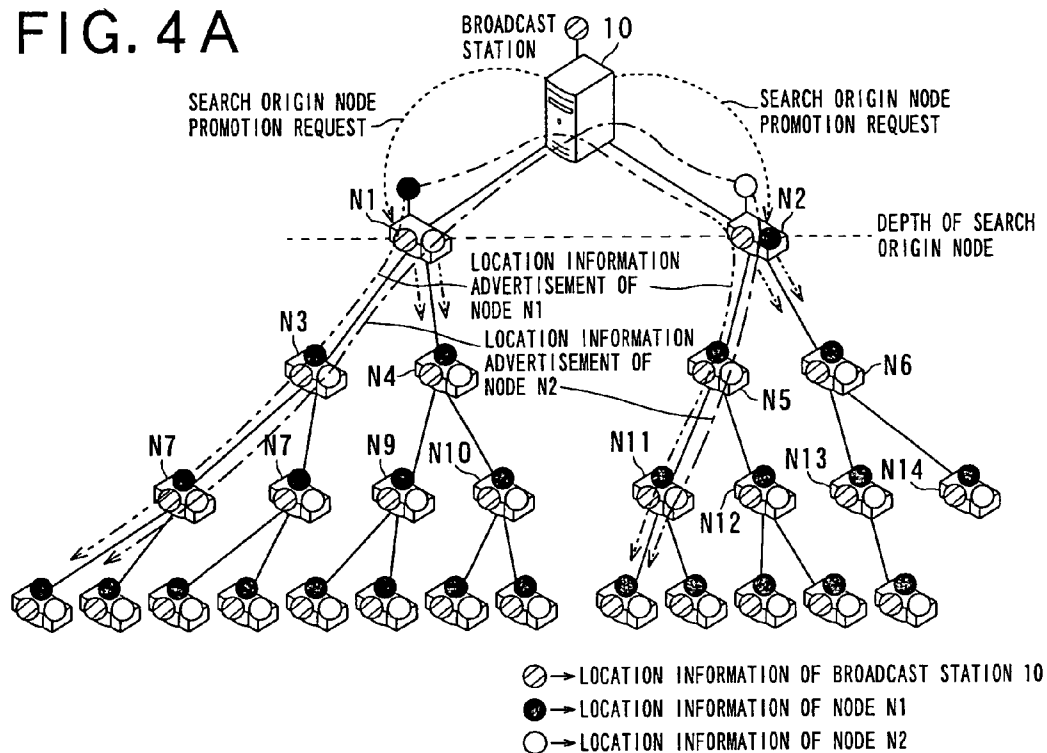 FIG. 4A
BROADCAST
STATION
10
SEARCH ORIGIN NODE
PROMOTION REQUEST
SEARCH ORIGIN NODE
PROMOTION REQUEST
N1
N2
DEPTH OF SEARCH
ORIGIN NODE
LOCATION INFORMATION
ADVERTISEMENT OF
NODE N1
N3
LOCATION INFORMATION
ADVERTISEMENT OF
NODE N2
N4
N5
N6
N7
N7
N9
N10
N11
N12
N13
N14
→LOCATION INFORMATION OF BROADCAST STATION 10
→LOCATION INFORMATION OF NODE N1
→LOCATION INFORMATION OF NODE N2